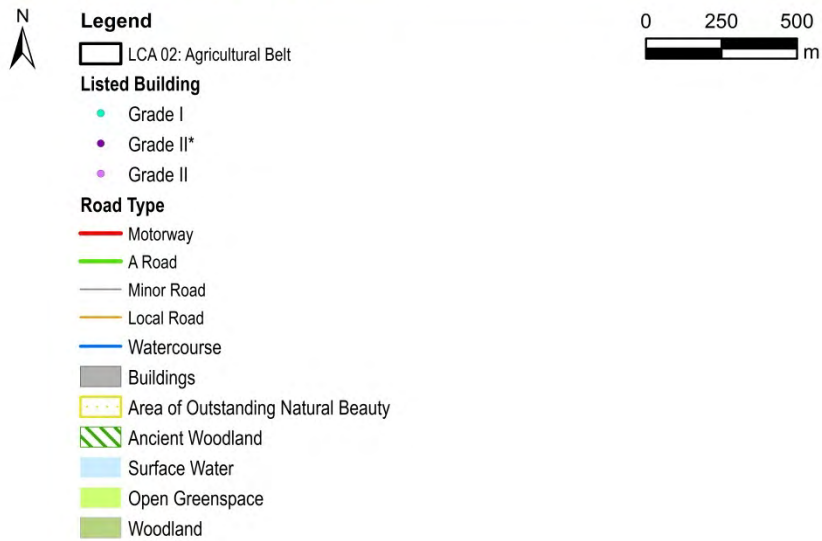 N
Legend
LCA 02: Agricultural Belt
Listed Building
Grade I
Grade II*
Grade II
Road Type
Motorway
A Road
Minor Road
Local Road
Watercourse
Buildings
Area of Outstanding Natural Beauty
Ancient Woodland
Surface Water
Open Greenspace
Woodland
0 250 500
m